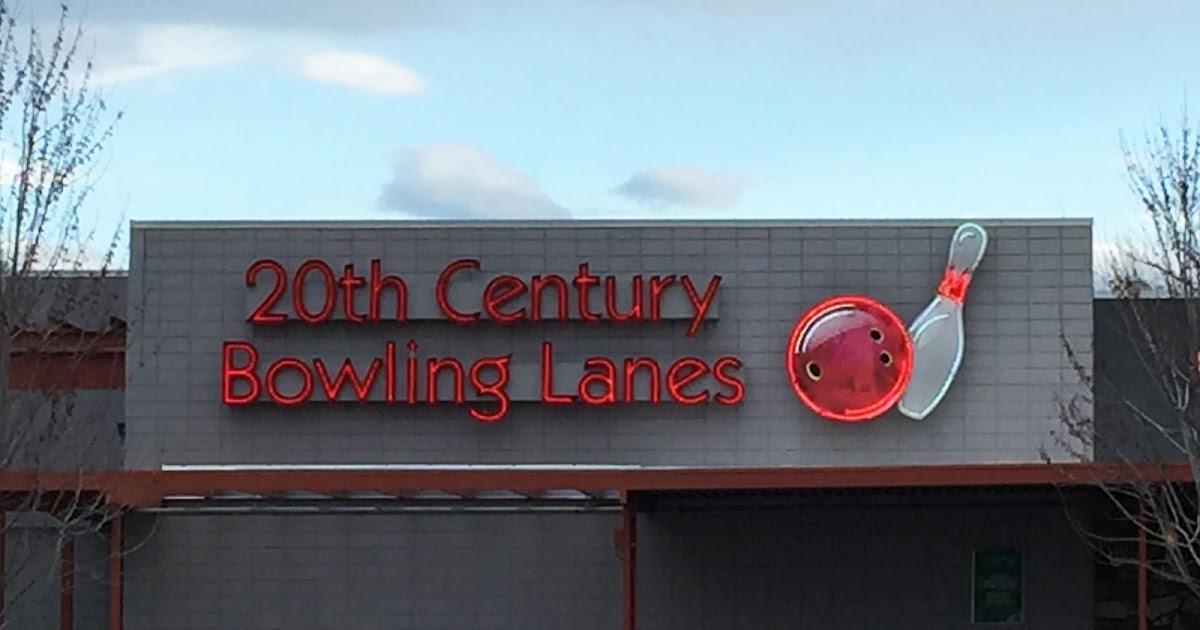 20th Century
Bowling Lanes